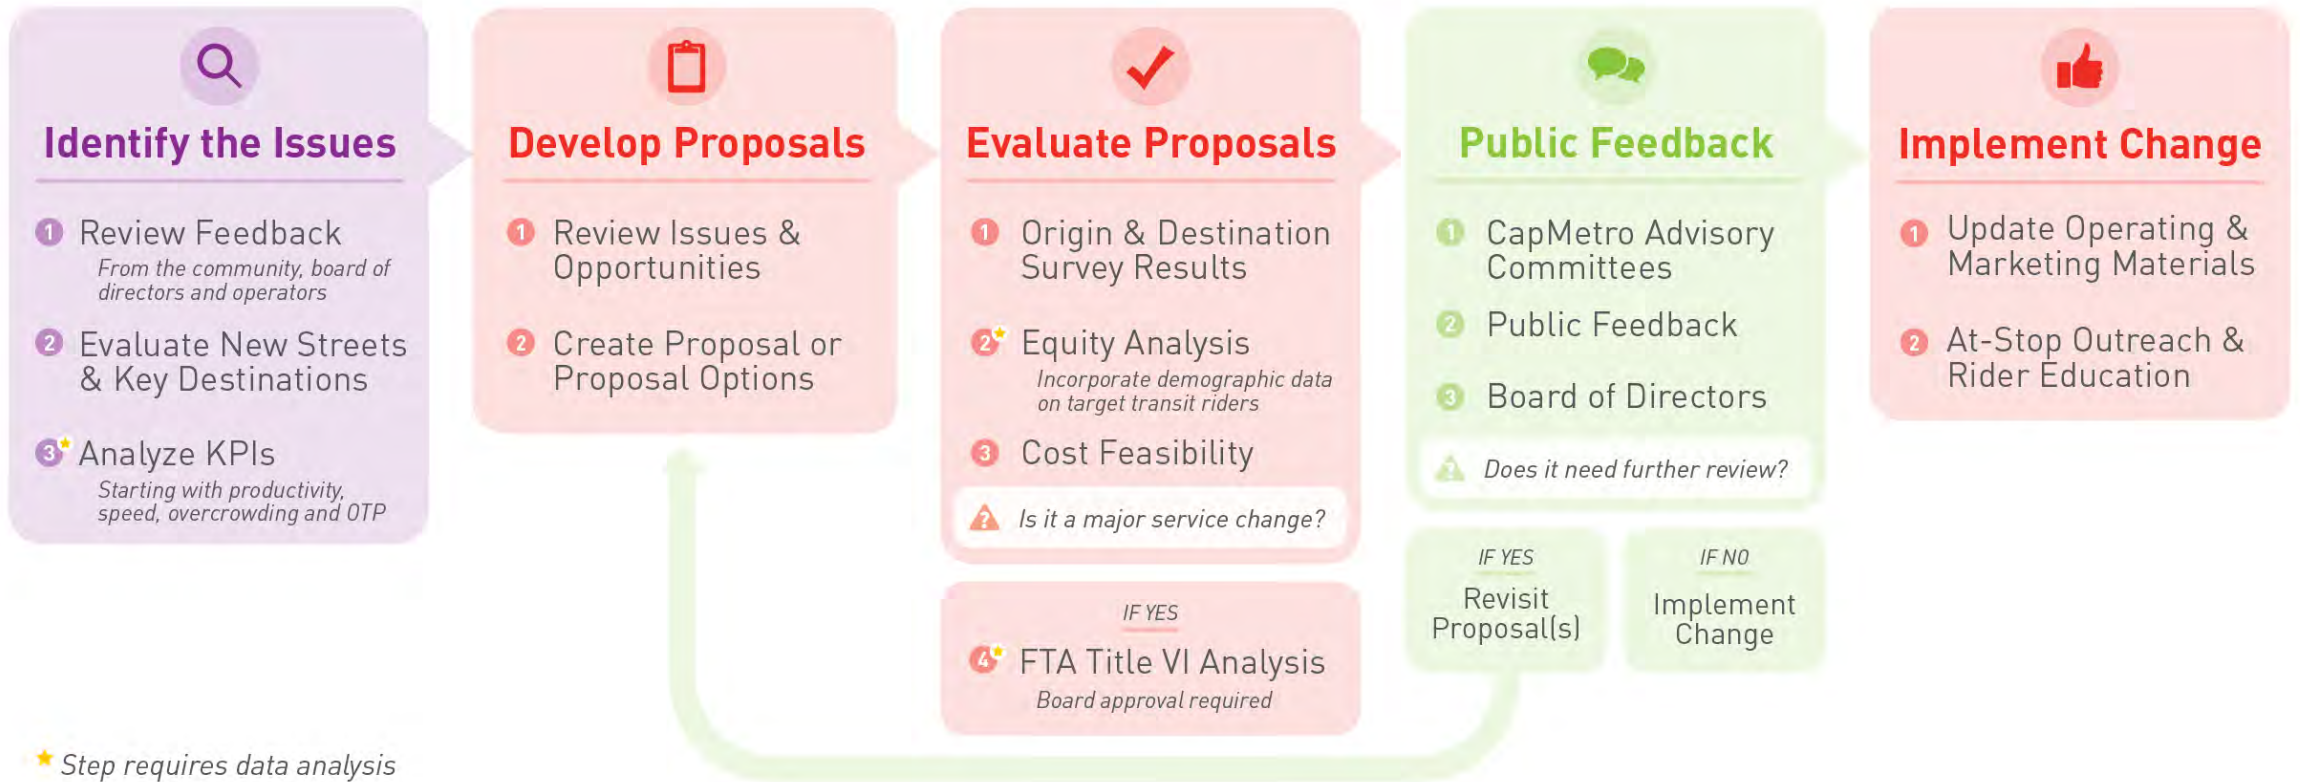 Identify the Issues
1 Review Feedback
From the community, board of
directors and operators
2 Evaluate New Streets
& Key Destinations
3 Analyze KPIs
Starting with productivity,
speed, overcrowding and OTP
Develop Proposals
1 Review Issues &
Opportunities
2 Create Proposal or
Proposal Options
Evaluate Proposals
1 Origin & Destination
Survey Results
2 Equity Analysis
Incorporate demographic data
on target transit riders
3 Cost Feasibility
? Is it a major service change?
IF YES
4 FTA Title VI Analysis
Board approval required
Public Feedback
1 CapMetro Advisory
Committees
2 Public Feedback
3 Board of Directors
? Does it need further review?
IF YES
Revisit
Proposal(s)
IF NO
Implement
Change
Implement Change
1 Update Operating &
Marketing Materials
2 At-Stop Outreach &
Rider Education
Step requires data analysis